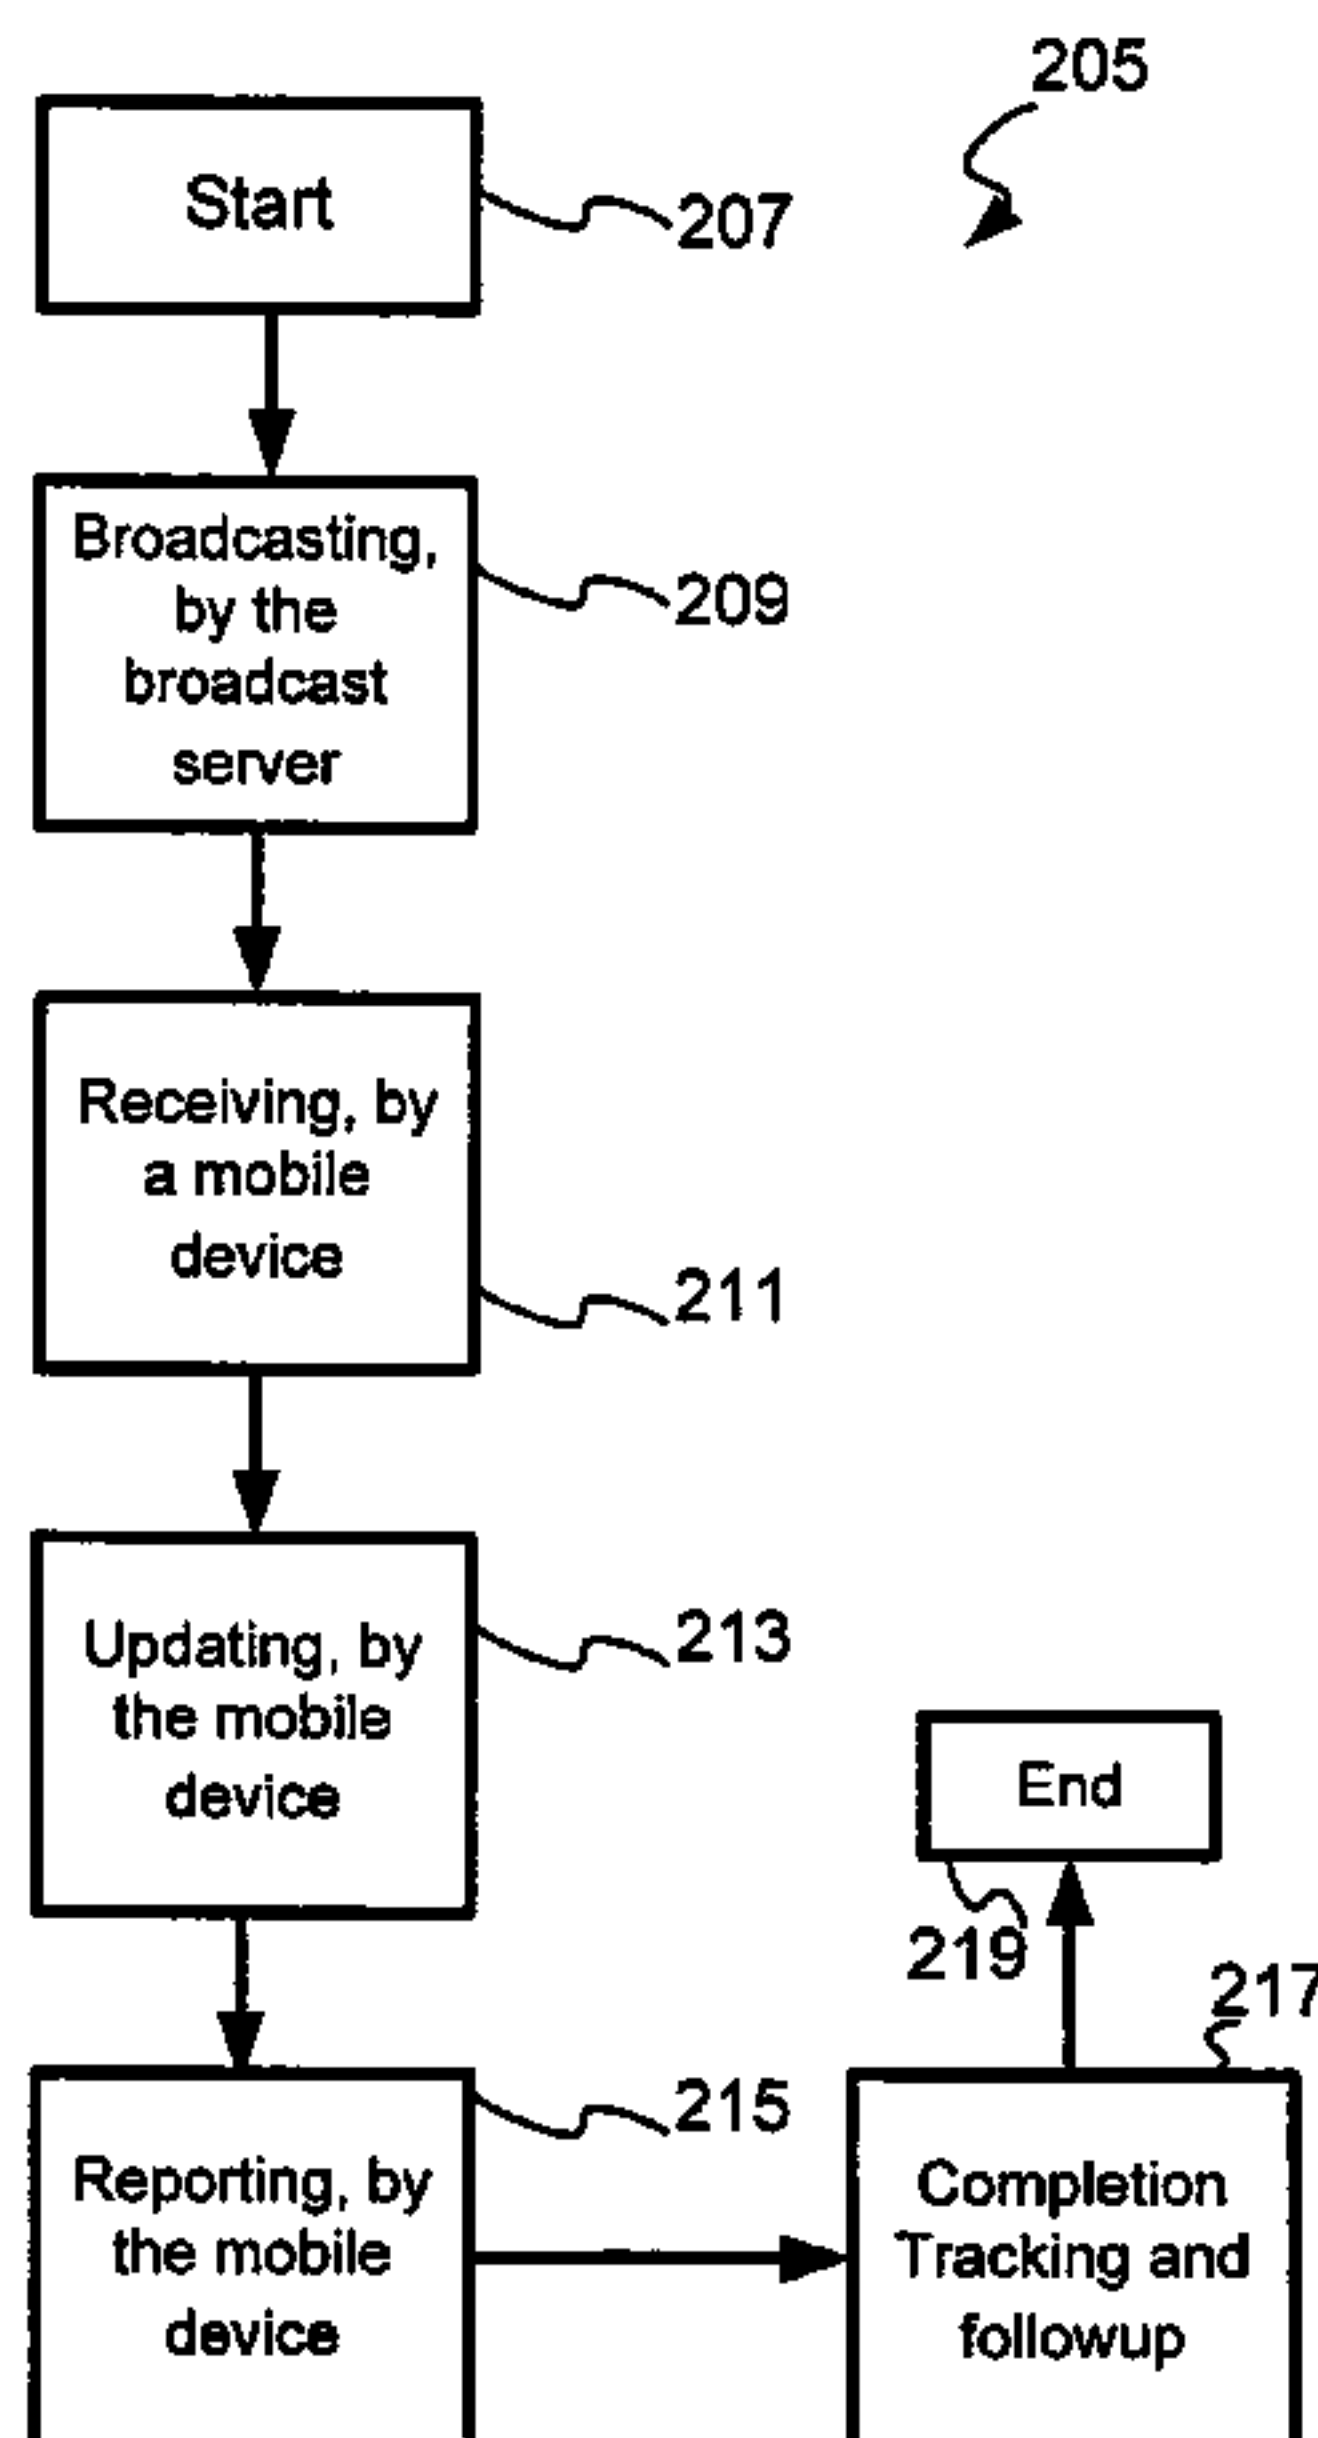 205
Start
207
Broadcasting,
by the
broadcast
server
209
Receiving, by
a mobile
device
211
Updating, by
the mobile
device
213
End
219
217
Reporting, by
the mobile
device
215
Completion
Tracking and
followup